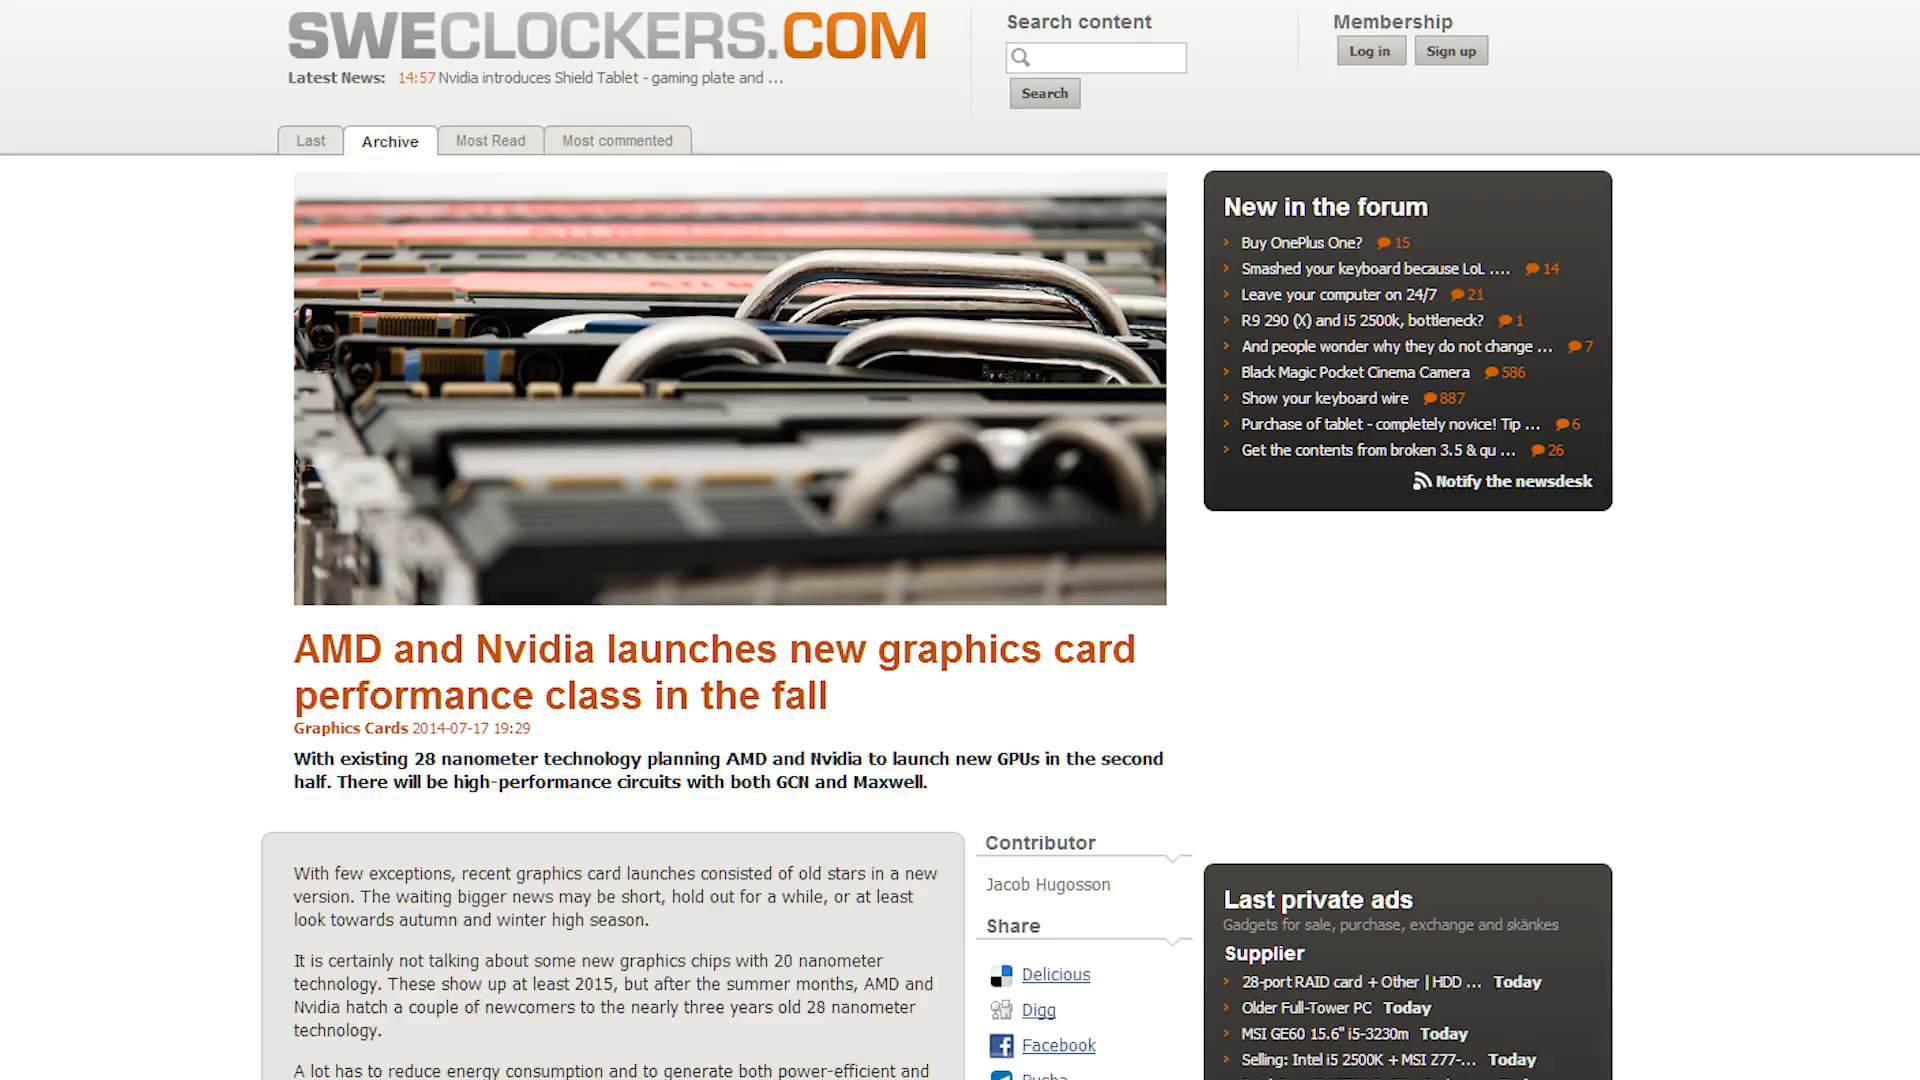 SWECLOCKERS.COM
Latest News: 14:57 Nvidia introduces Shield Tablet - gaming plate and ...
Search content
Search
Membership
Log in
Sign up
Last
Archive
Most Read
Most commented
AMD and Nvidia launches new graphics card
performance class in the fall
Graphics Cards 2014-07-17 19:29
With existing 28 nanometer technology planning AMD and Nvidia to launch new GPUs in the second
half. There will be high-performance circuits with both GCN and Maxwell.
With few exceptions, recent graphics card launches consisted of old stars in a new
version. The waiting bigger news may be short, hold out for a while, or at least
look towards autumn and winter high season.
It is certainly not talking about some new graphics chips with 20 nanometer
technology. These show up at least 2015, but after the summer months, AMD and
Nvidia hatch a couple of newcomers to the nearly three years old 28 nanometer
technology.
A lot has to reduce energy consumption and to generate both power-efficient and
Contributor
Jacob Hugosson
Share
Delicious
Digg
Facebook
New in the forum
Buy OnePlus One? 15
Smashed your keyboard because LoL .... 14
Leave your computer on 24/7 21
R9 290 (X) and i5 2500k, bottleneck? 1
And people wonder why they do not change ... 7
Black Magic Pocket Cinema Camera 586
Show your keyboard wire 887
Purchase of tablet - completely novice! Tip ... 6
Get the contents from broken 3.5 & qu ... 26
Notify the newsdesk
Last private ads
Gadgets for sale, purchase, exchange and skänkes
Supplier
28-port RAID card + Other | HDD ... Today
Older Full-Tower PC Today
MSI GE60 15.6" i5-3230m Today
Selling: Intel i5 2500K + MSI Z77-... Today